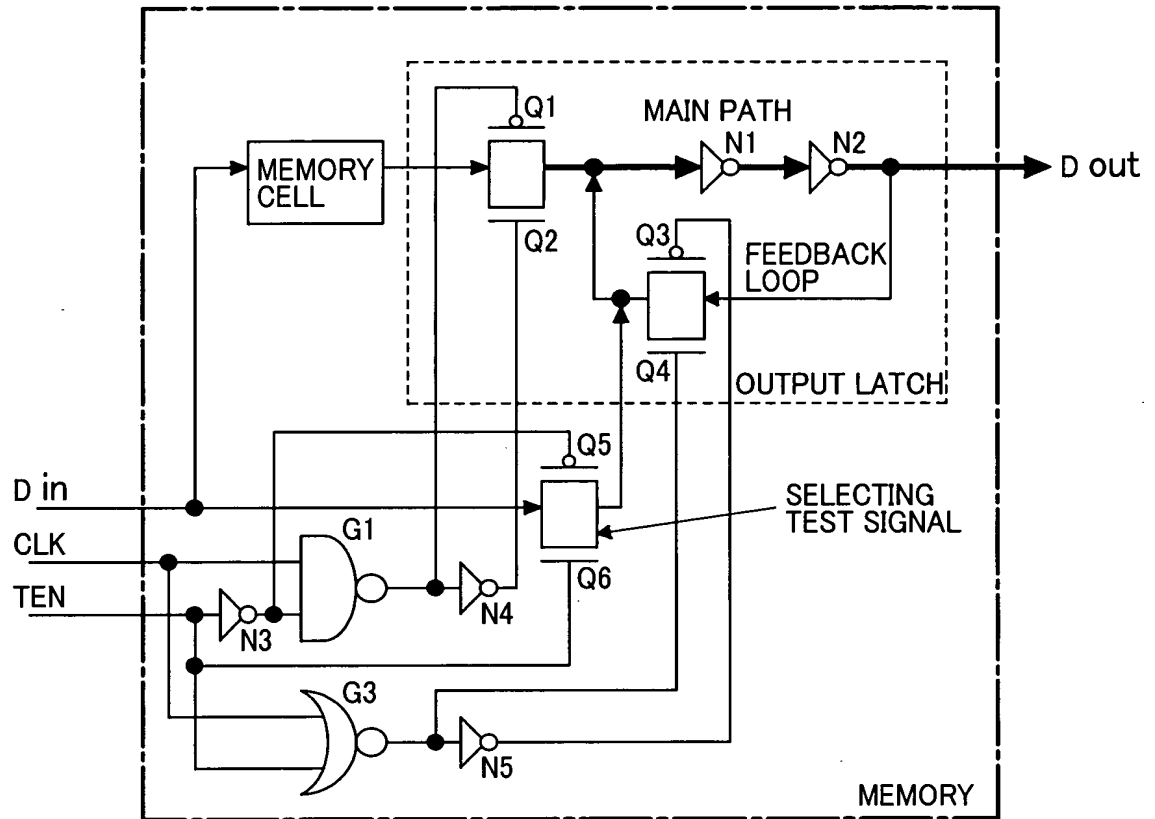 Q1
MAIN PATH
N1
N2
MEMORY
CELL
D out
Q2
Q3
FEEDBACK
LOOP
Q4
OUTPUT LATCH
Q5
D in
SELECTING
TEST SIGNAL
G1
CLK
Q6
TEN
N3
N4
G3
N5
MEMORY